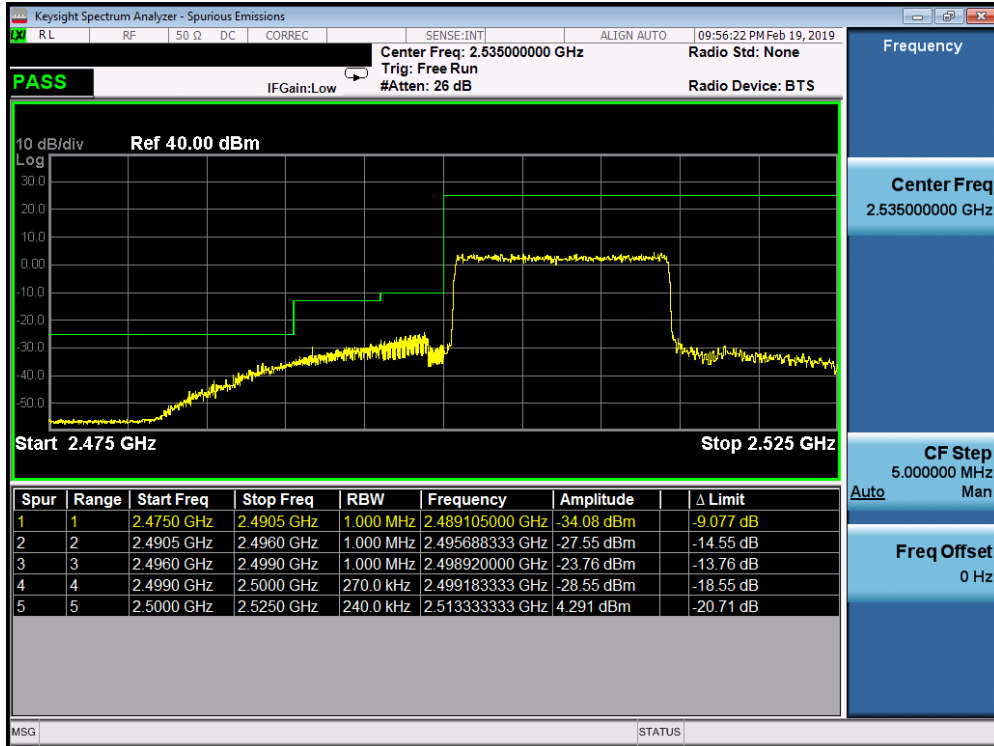 Keysight Spectrum Analyzer - Spurious Emissions
LXI RL RF 50 Ω DC CORREC SENSE:INT ALIGN AUTO 09:56:22 PM Feb 19, 2019
Center Freq: 2.535000000 GHz Radio Std: None
Trig: Free Run
PASS IFGain:Low #Atten: 26 dB Radio Device: BTS
10 dB/div Ref 40.00 dBm
Log
30.0
20.0
10.0
0.00
-10.0
-20.0
-30.0
-40.0
-50.0
Start 2.475 GHz Stop 2.525 GHz
Spur Range Start Freq Stop Freq RBW Frequency Amplitude Δ Limit
1 1 2.4750 GHz 2.4905 GHz 1.000 MHz 2.489105000 GHz -34.08 dBm -9.077 dB
2 2 2.4905 GHz 2.4960 GHz 1.000 MHz 2.495688333 GHz -27.55 dBm -14.55 dB
3 3 2.4960 GHz 2.4990 GHz 1.000 MHz 2.498920000 GHz -23.76 dBm -13.76 dB
4 4 2.4990 GHz 2.5000 GHz 270.0 kHz 2.499183333 GHz -28.55 dBm -18.55 dB
5 5 2.5000 GHz 2.5250 GHz 240.0 kHz 2.513333333 GHz 4.291 dBm -20.71 dB
MSG STATUS
Frequency
Center Freq
2.535000000 GHz
CF Step
5.000000 MHz
Auto Man
Freq Offset
0 Hz